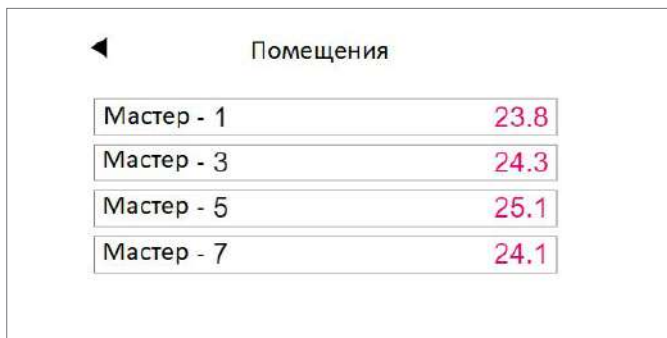 Помещения
Мастер - 1 23.8
Мастер - 3 24.3
Мастер - 5 25.1
Мастер - 7 24.1